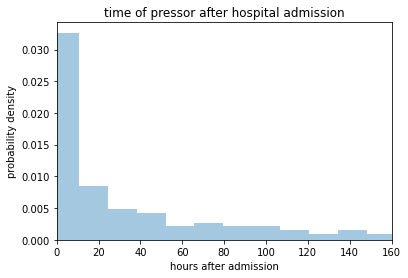 time of pressor after hospital admission
0.030
0.025
0.020
0.015
0.010
0.005
0.000
probability density
0 20 40 60 80 100 120 140 160
hours after admission